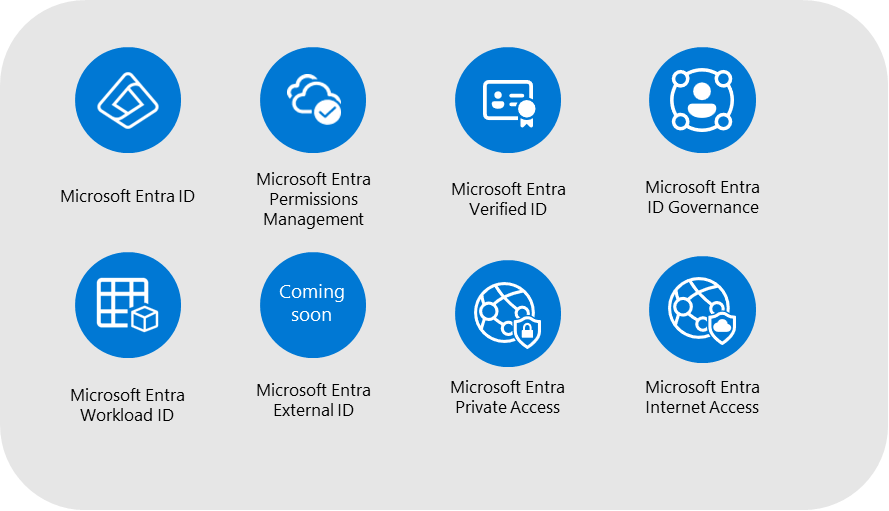 Microsoft Entra ID
Microsoft Entra
Permissions
Management
Microsoft Entra
Verified ID
Microsoft Entra
ID Governance
Microsoft Entra
Workload ID
Coming
soon
Microsoft Entra
External ID
Microsoft Entra
Private Access
Microsoft Entra
Internet Access